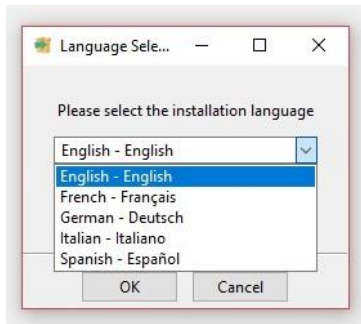 Language Sele...
Please select the installation language
English - English
English - English
French - Français
German - Deutsch
Italian - Italiano
Spanish - Español
OK Cancel